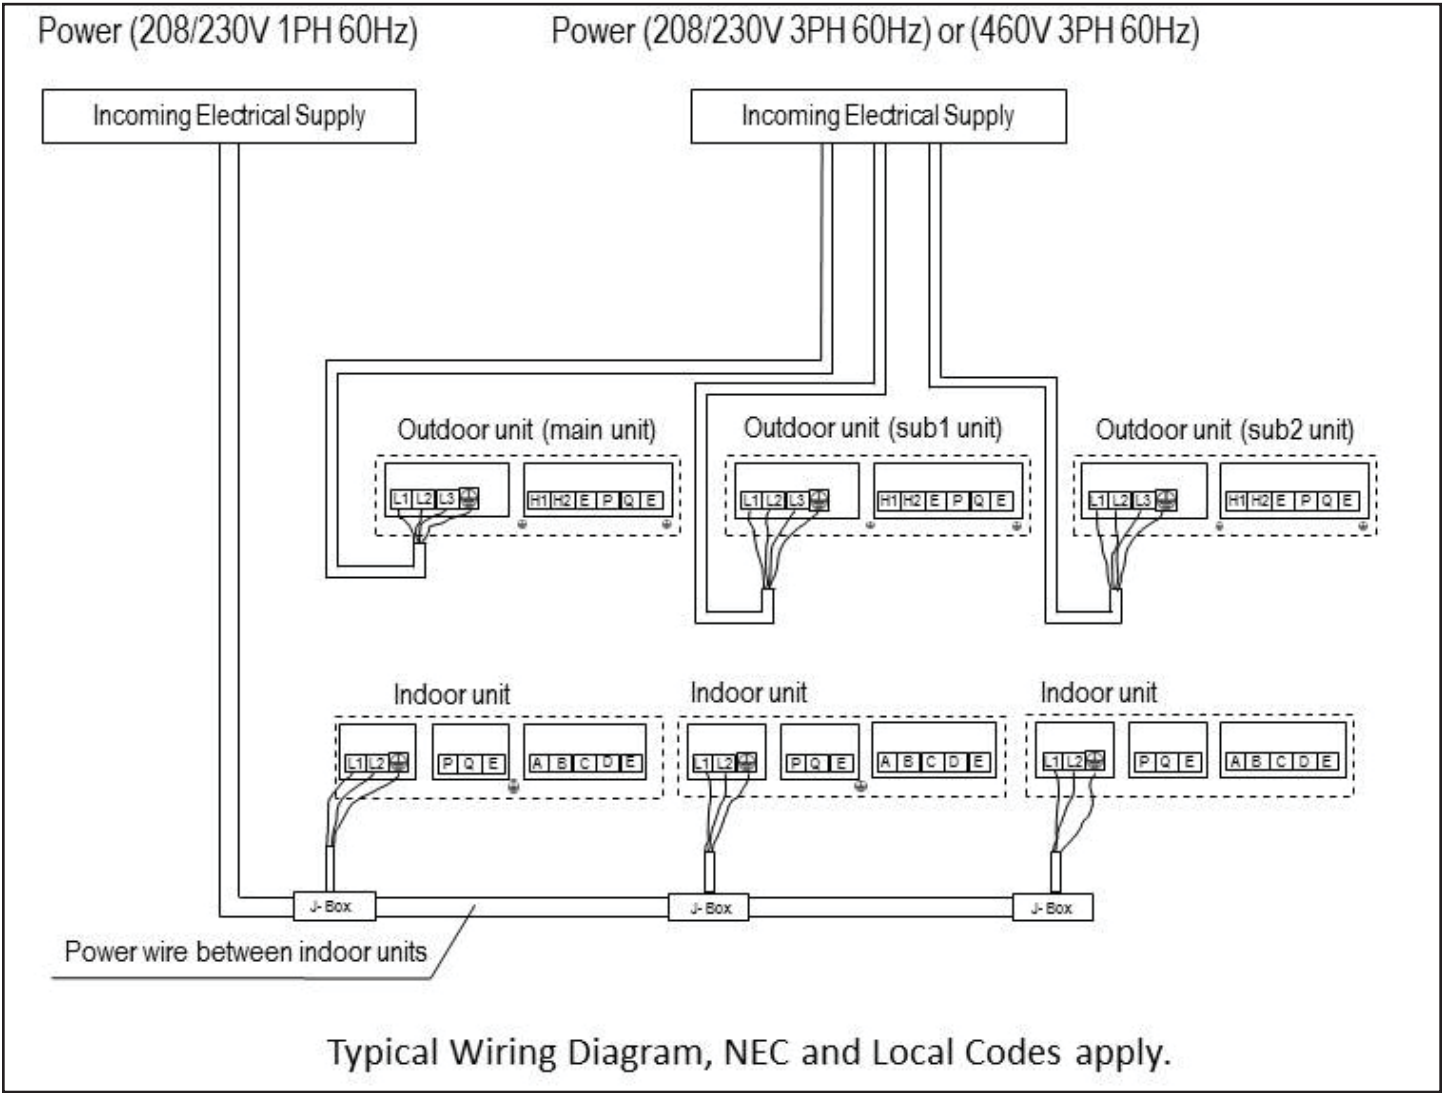 Power (208/230V 1PH 60Hz)
Power (208/230V 3PH 60Hz) or (460V 3PH 60Hz)
Incoming Electrical Supply
Incoming Electrical Supply
Outdoor unit (main unit)
Outdoor unit (sub1 unit)
Outdoor unit (sub2 unit)
L1 L2 L3
H1 H2 E P Q E
L1 L2 L3
H1 H2 E P Q E
L1 L2 L3
H1 H2 E P Q E
Indoor unit
Indoor unit
Indoor unit
L1 L2
P Q E
A B C D E
L1 L2
P Q E
A B C D E
L1 L2
P Q E
A B C D E
J- Box
J- Box
J- Box
Power wire between indoor units
Typical Wiring Diagram, NEC and Local Codes apply.